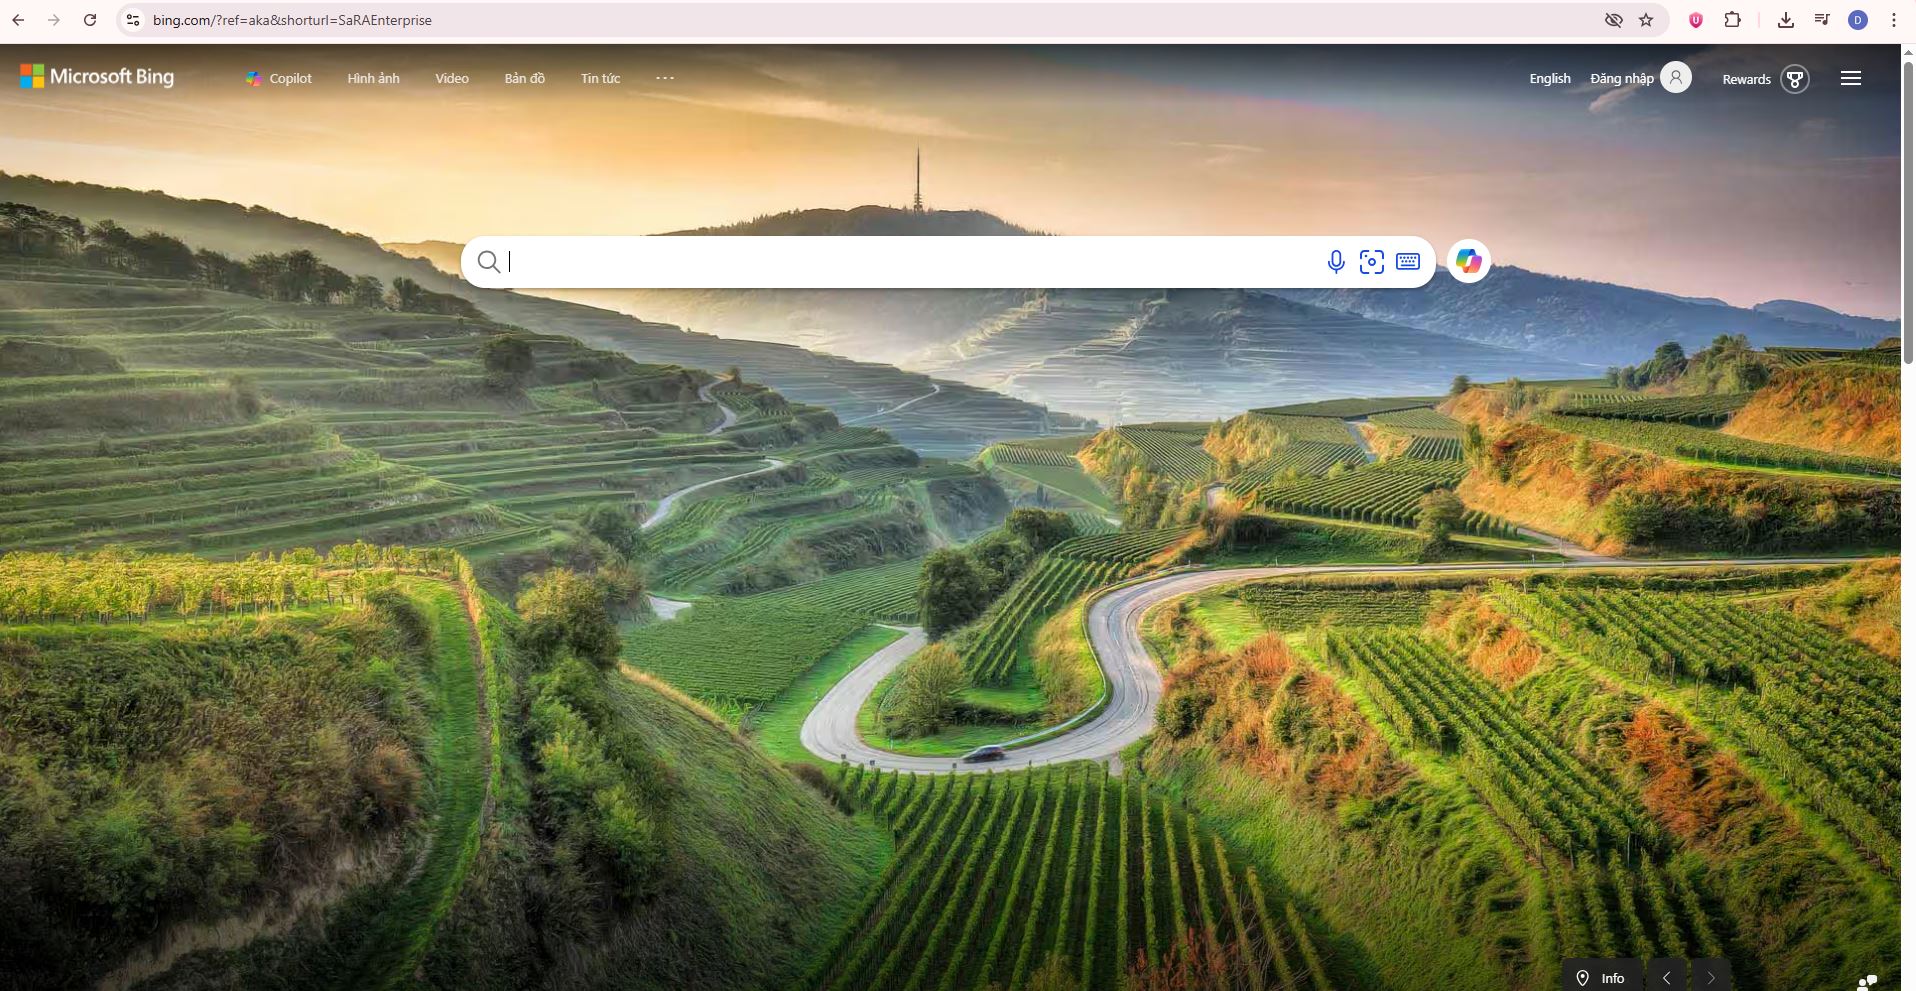 bing.com/?ref=aka&shorturl=SaRAEnterprise
D
Microsoft Bing
Copilot
Hình ảnh
Video
Bản đồ
Tin tức
English
Đăng nhập
Rewards
Info